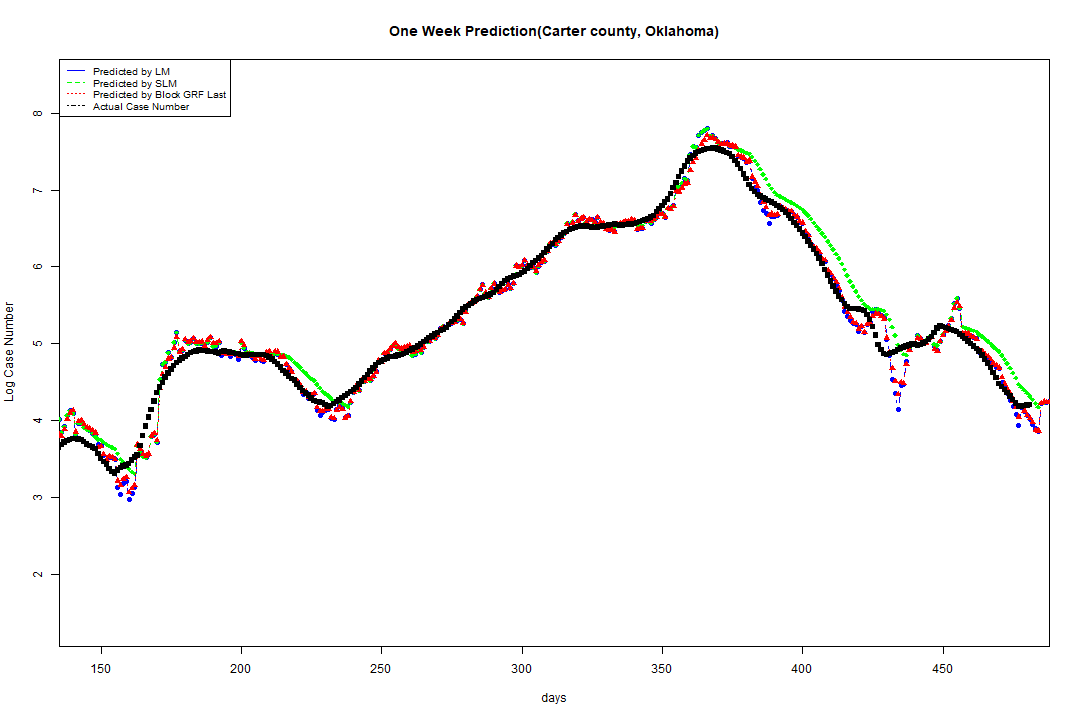 One Week Prediction(Carter county, Oklahoma)
Predicted by LM
Predicted by SLM
Predicted by Block GRF Last
Actual Case Number
8
7
6
5
4
3
2
Log Case Number
150 200 250 300 350 400 450
days